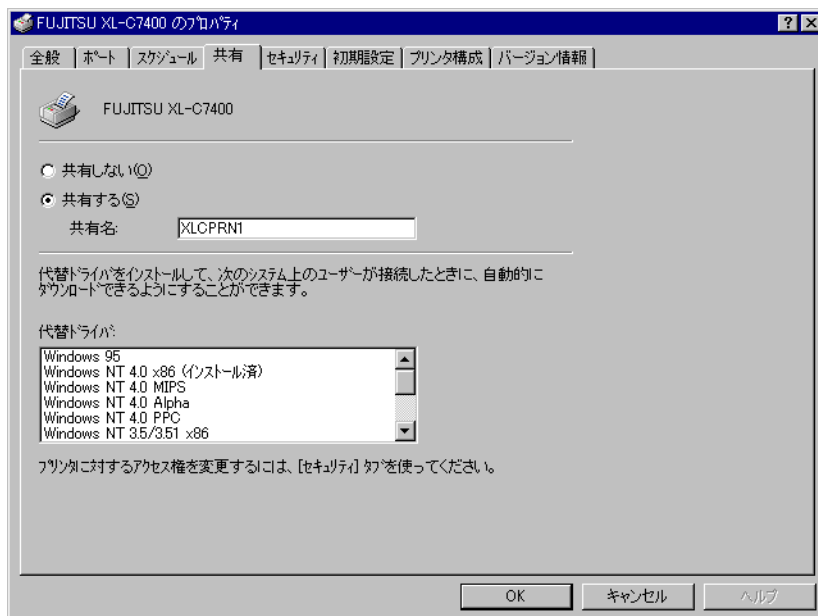 FUJITSU XL-C7400 のﾌﾟﾛﾊﾟﾃｨ
全般 ﾎﾟｰﾄ ｽｹｼﾞｭｰﾙ 共有 ｾｷｭﾘﾃｨ 初期設定 プリンタ構成 バージョン情報
FUJITSU XL-C7400
共有しない(O)
共有する(S)
共有名: XLCPRN1
代替ﾄﾞﾗｲﾊﾞをｲﾝｽﾄｰﾙして、次のｼｽﾃﾑ上のﾕｰｻﾞｰが接続したときに、自動的に
ﾀﾞｳﾝﾛｰﾄﾞできるようにすることができます。
代替ﾄﾞﾗｲﾊﾞ:
Windows 95
Windows NT 4.0 x86 (ｲﾝｽﾄｰﾙ済)
Windows NT 4.0 MIPS
Windows NT 4.0 Alpha
Windows NT 4.0 PPC
Windows NT 3.5/3.51 x86
ﾌﾟﾘﾝﾀに対するｱｸｾｽ権を変更するには、[ｾｷｭﾘﾃｨ] ﾀﾌﾞを使ってください。
OK キャンセル ヘルプ